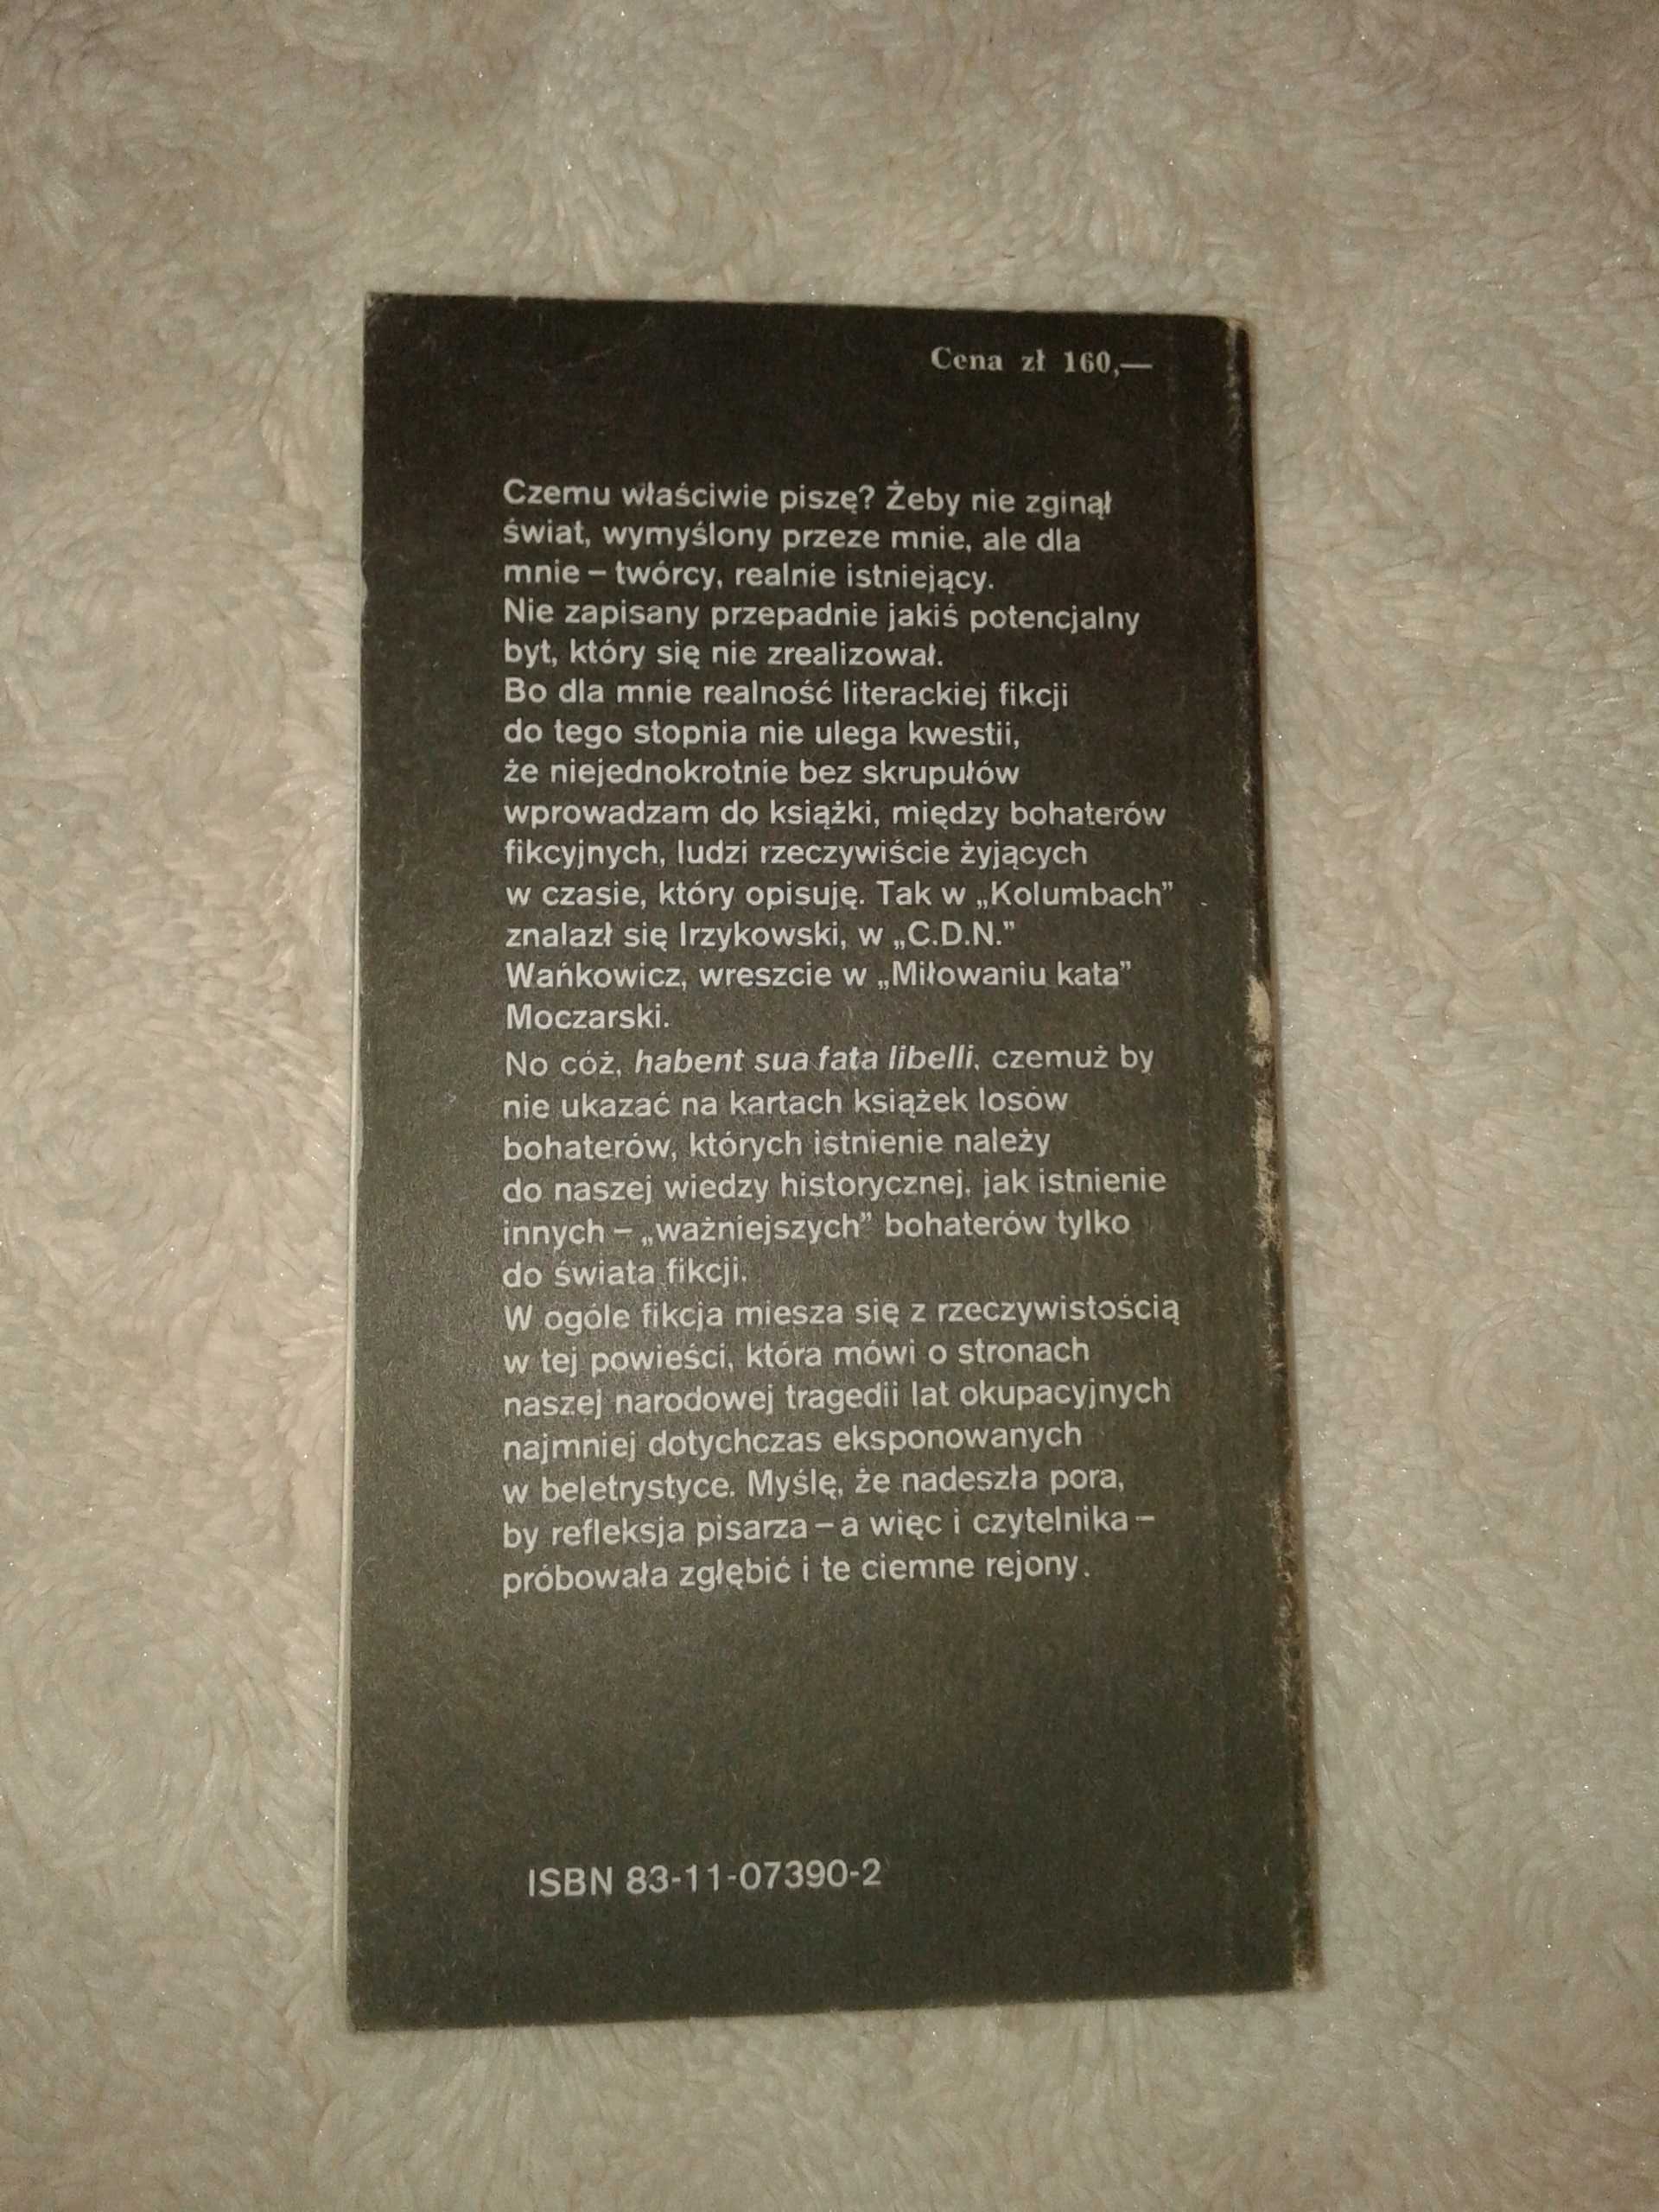 Cena zł 160,—
Czemu właściwie piszę? Żeby nie zginął
świat, wymyślony przeze mnie, ale dla
mnie – twórcy, realnie istniejący.
Nie zapisany przepadnie jakiś potencjalny
byt, który się nie zrealizował.
Bo dla mnie realność literackiej fikcji
do tego stopnia nie ulega kwestii,
że niejednokrotnie bez skrupułów
wprowadzam do książki, między bohaterów
fikcyjnych, ludzi rzeczywiście żyjących
w czasie, który opisuję. Tak w „Kolumbach”
znalazł się Irzykowski, w „C.D.N.”
Wańkowicz, wreszcie w „Miłowaniu kata”
Moczarski.
No cóż, habent sua fata libelli, czemuż by
nie ukazać na kartach książek losów
bohaterów, których istnienie należy
do naszej wiedzy historycznej, jak istnienie
innych – „ważniejszych” bohaterów tylko
do świata fikcji.
W ogóle fikcja miesza się z rzeczywistością
w tej powieści, która mówi o stronach
naszej narodowej tragedii lat okupacyjnych
najmniej dotychczas eksponowanych
w beletrystyce. Myślę, że nadeszła pora,
by refleksja pisarza – a więc i czytelnika –
próbowała zgłębić i te ciemne rejony.
ISBN 83-11-07390-2